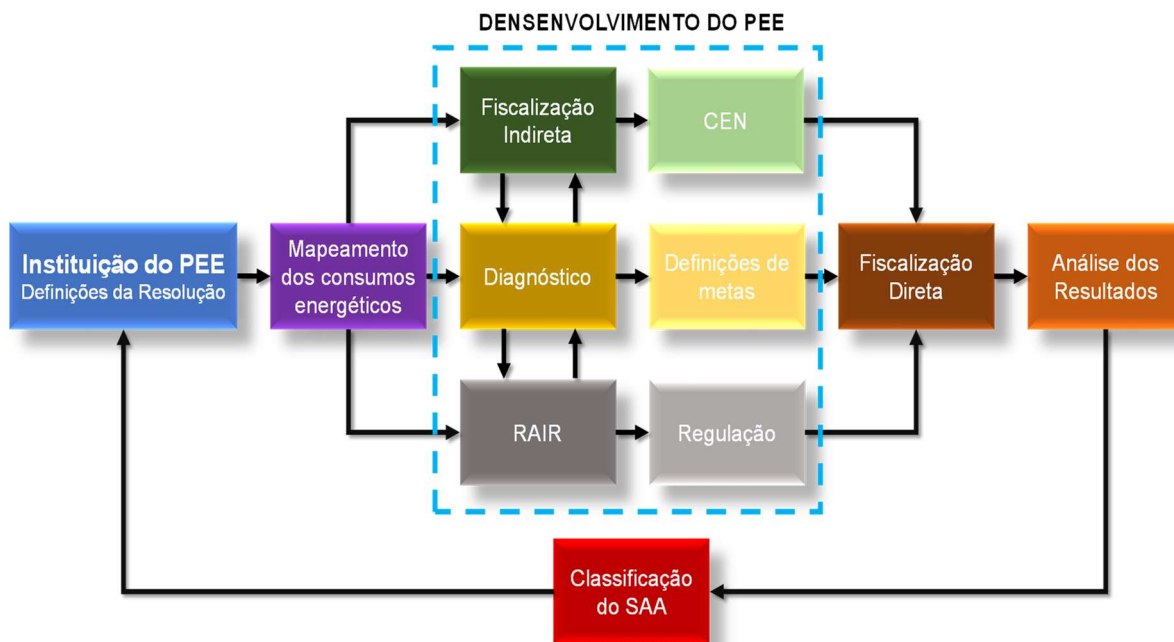 DENSENVOLVIMENTO DO PEE
Fiscalização
Indireta
CEN
Instituição do PEE
Definições da Resolução
Mapeamento
dos consumos
energéticos
Diagnóstico
Definições de
metas
Fiscalização
Direta
Análise dos
Resultados
RAIR
Regulação
Classificação
do SAA